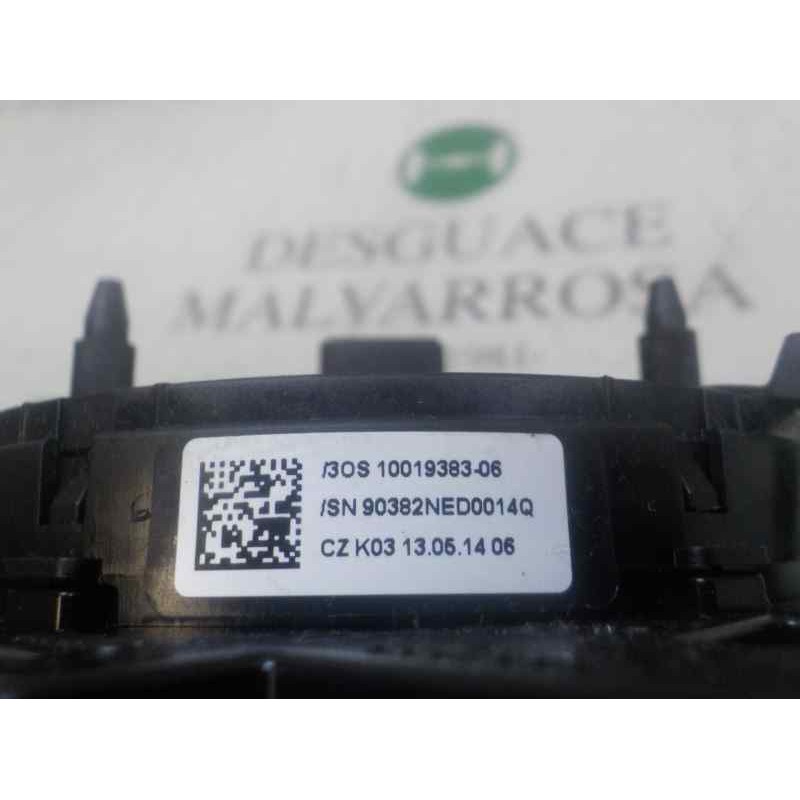 DESGUACE
MALVARROSA
/3OS 10019383-06
/SN 90382NED0014Q
CZ K03 13.05.14 06